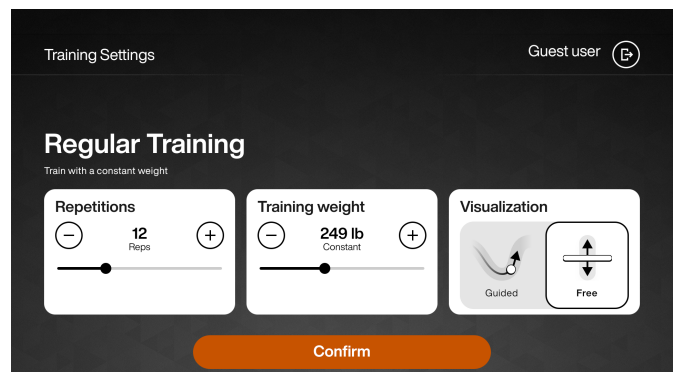 Training Settings
Guest user
Regular Training
Train with a constant weight
Repetitions
12
Reps
Training weight
249 lb
Constant
Visualization
Guided
Free
Confirm